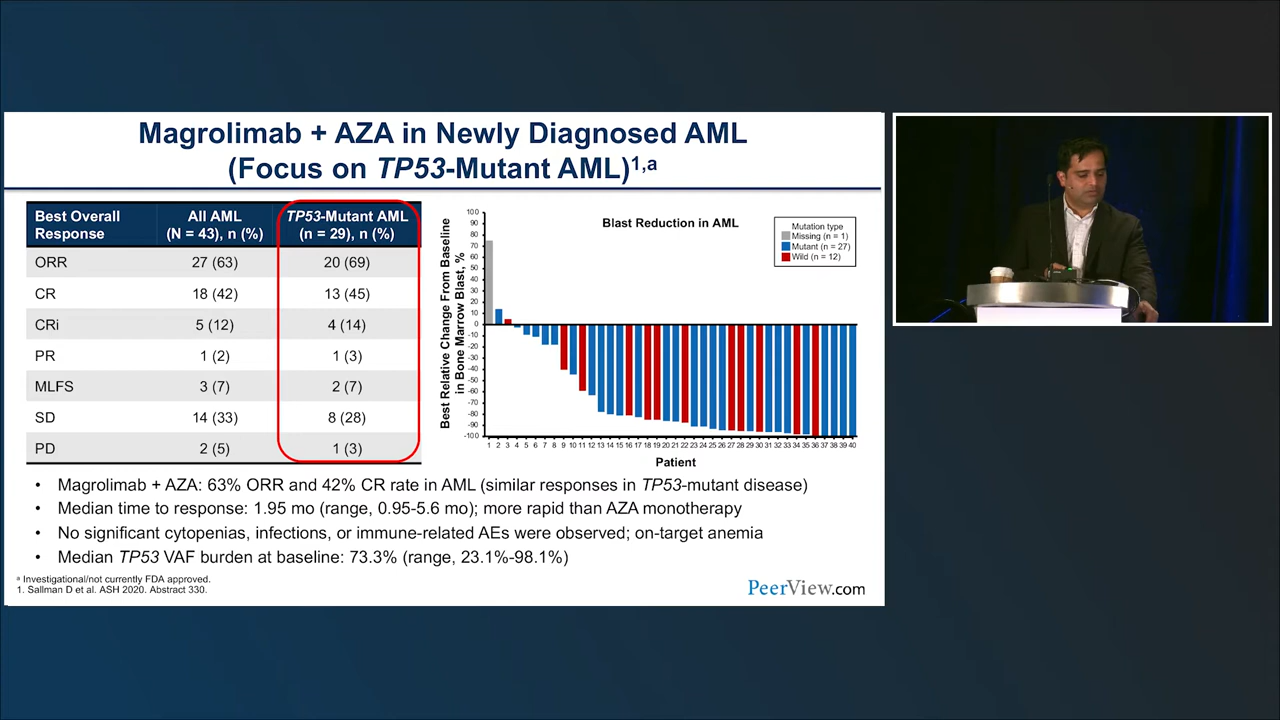 Magrolimab + AZA in Newly Diagnosed AML
(Focus on TP53-Mutant AML)1,a
Best Overall Response All AML (N = 43), n (%) TP53-Mutant AML (n = 29), n (%)
ORR 27 (63) 20 (69)
CR 18 (42) 13 (45)
CRi 5 (12) 4 (14)
PR 1 (2) 1 (3)
MLFS 3 (7) 2 (7)
SD 14 (33) 8 (28)
PD 2 (5) 1 (3)
Best Relative Change From Baseline
in Bone Marrow Blast, %
100
90
80
70
60
50
40
30
20
10
0
-10
-20
-30
-40
-50
-60
-70
-80
-90
-100
Blast Reduction in AML
Mutation type
Missing (n = 1)
Mutant (n = 27)
Wild (n = 12)
1 2 3 4 5 6 7 8 9 10 11 12 13 14 15 16 17 18 19 20 21 22 23 24 25 26 27 28 29 30 31 32 33 34 35 36 37 38 39 40
Patient
• Magrolimab + AZA: 63% ORR and 42% CR rate in AML (similar responses in TP53-mutant disease)
• Median time to response: 1.95 mo (range, 0.95-5.6 mo); more rapid than AZA monotherapy
• No significant cytopenias, infections, or immune-related AEs were observed; on-target anemia
• Median TP53 VAF burden at baseline: 73.3% (range, 23.1%-98.1%)
a Investigational/not currently FDA approved.
1. Sallman D et al. ASH 2020. Abstract 330.
PeerView.com